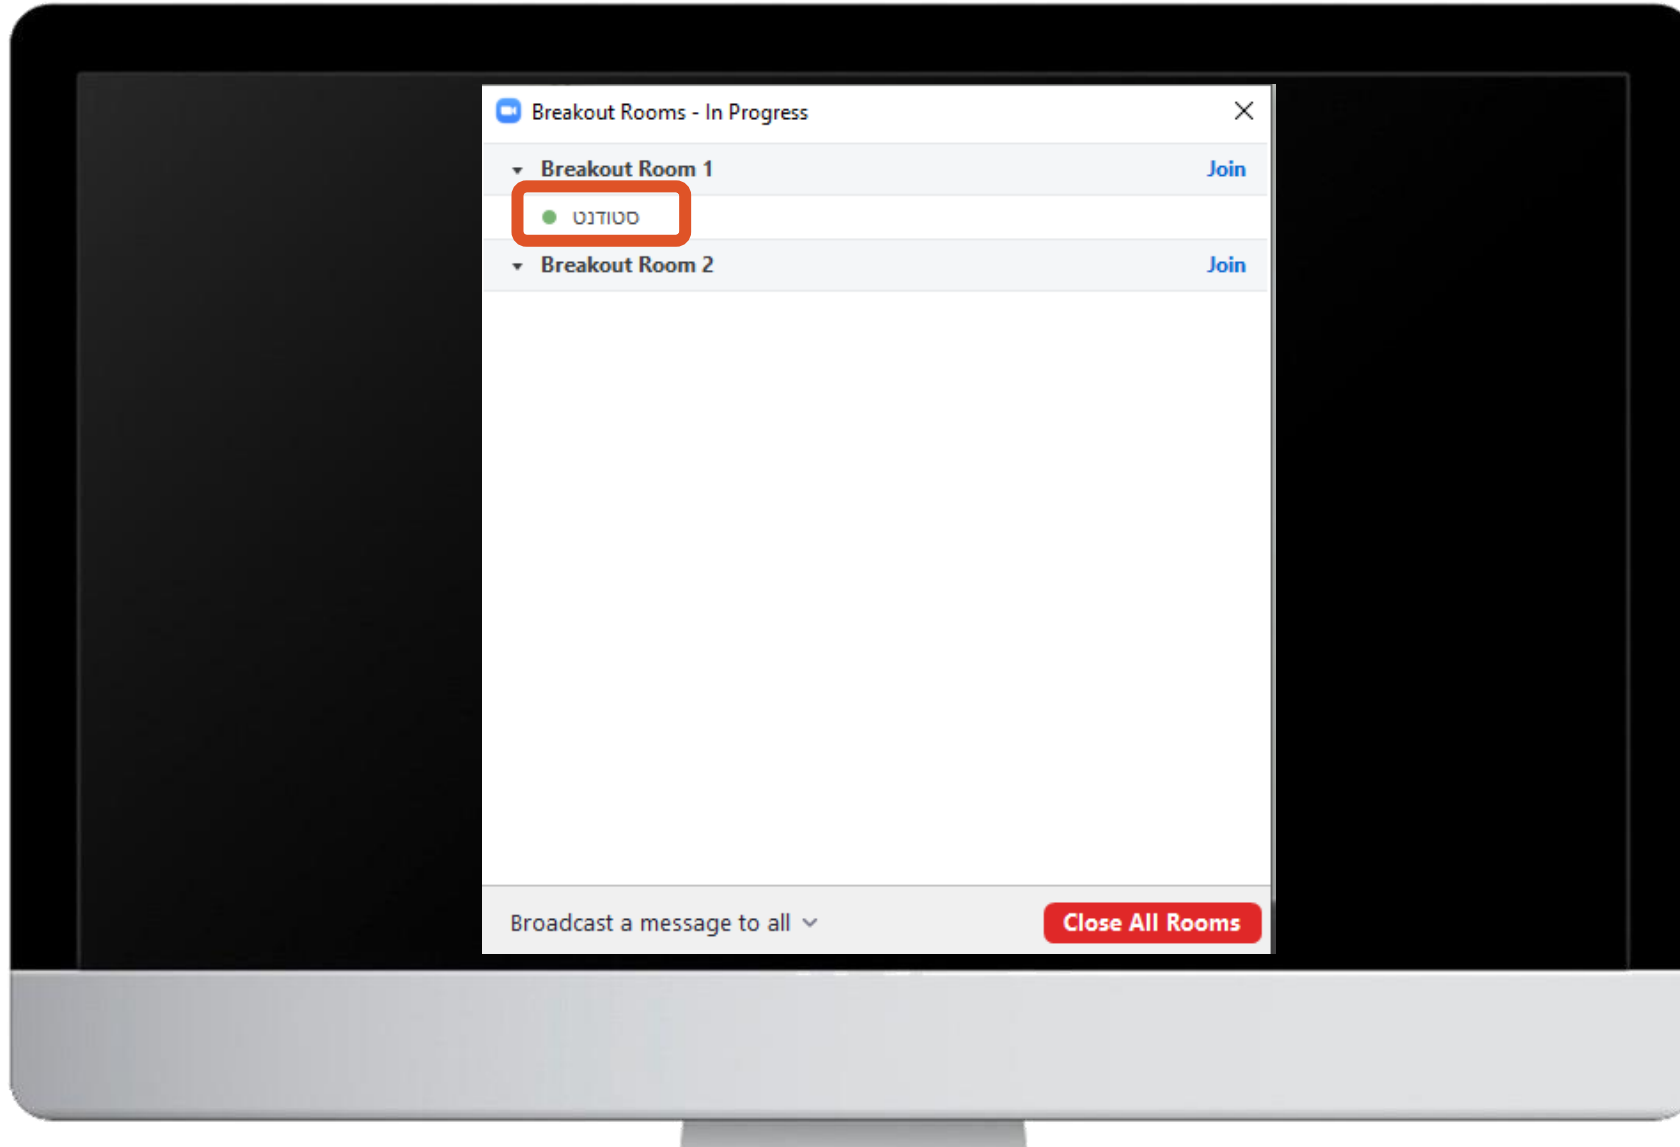 Breakout Rooms - In Progress
Breakout Room 1 Join
סטודנט
Breakout Room 2 Join
Broadcast a message to all Close All Rooms